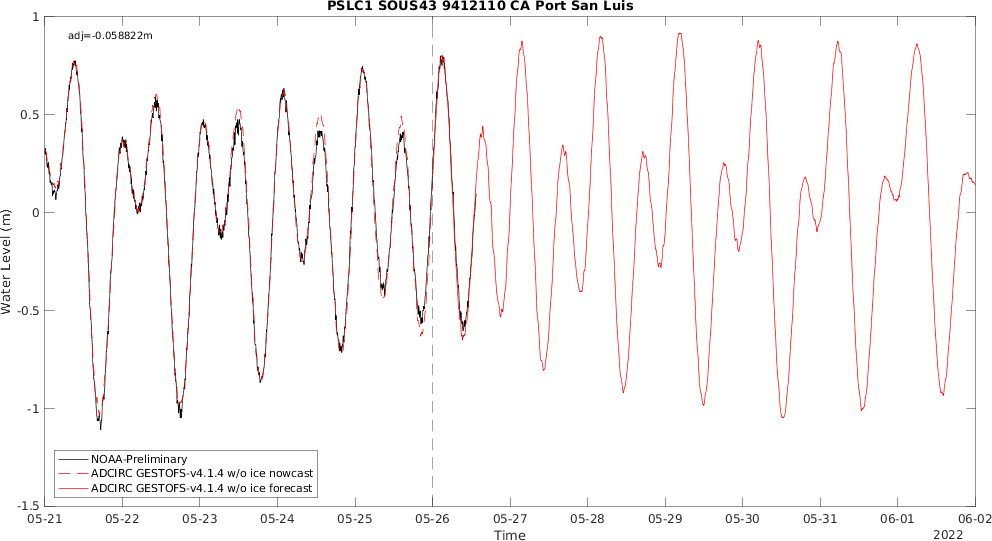 PSLC1 SOUS43 9412110 CA Port San Luis
adj=-0.058822m
1
0.5
0
-0.5
-1
-1.5
Water Level (m)
NOAA-Preliminary
ADCIRC GESTOFS-v4.1.4 w/o ice nowcast
ADCIRC GESTOFS-v4.1.4 w/o ice forecast
05-21 05-22 05-23 05-24 05-25 05-26 05-27 05-28 05-29 05-30 05-31 06-01 06-02
Time
2022